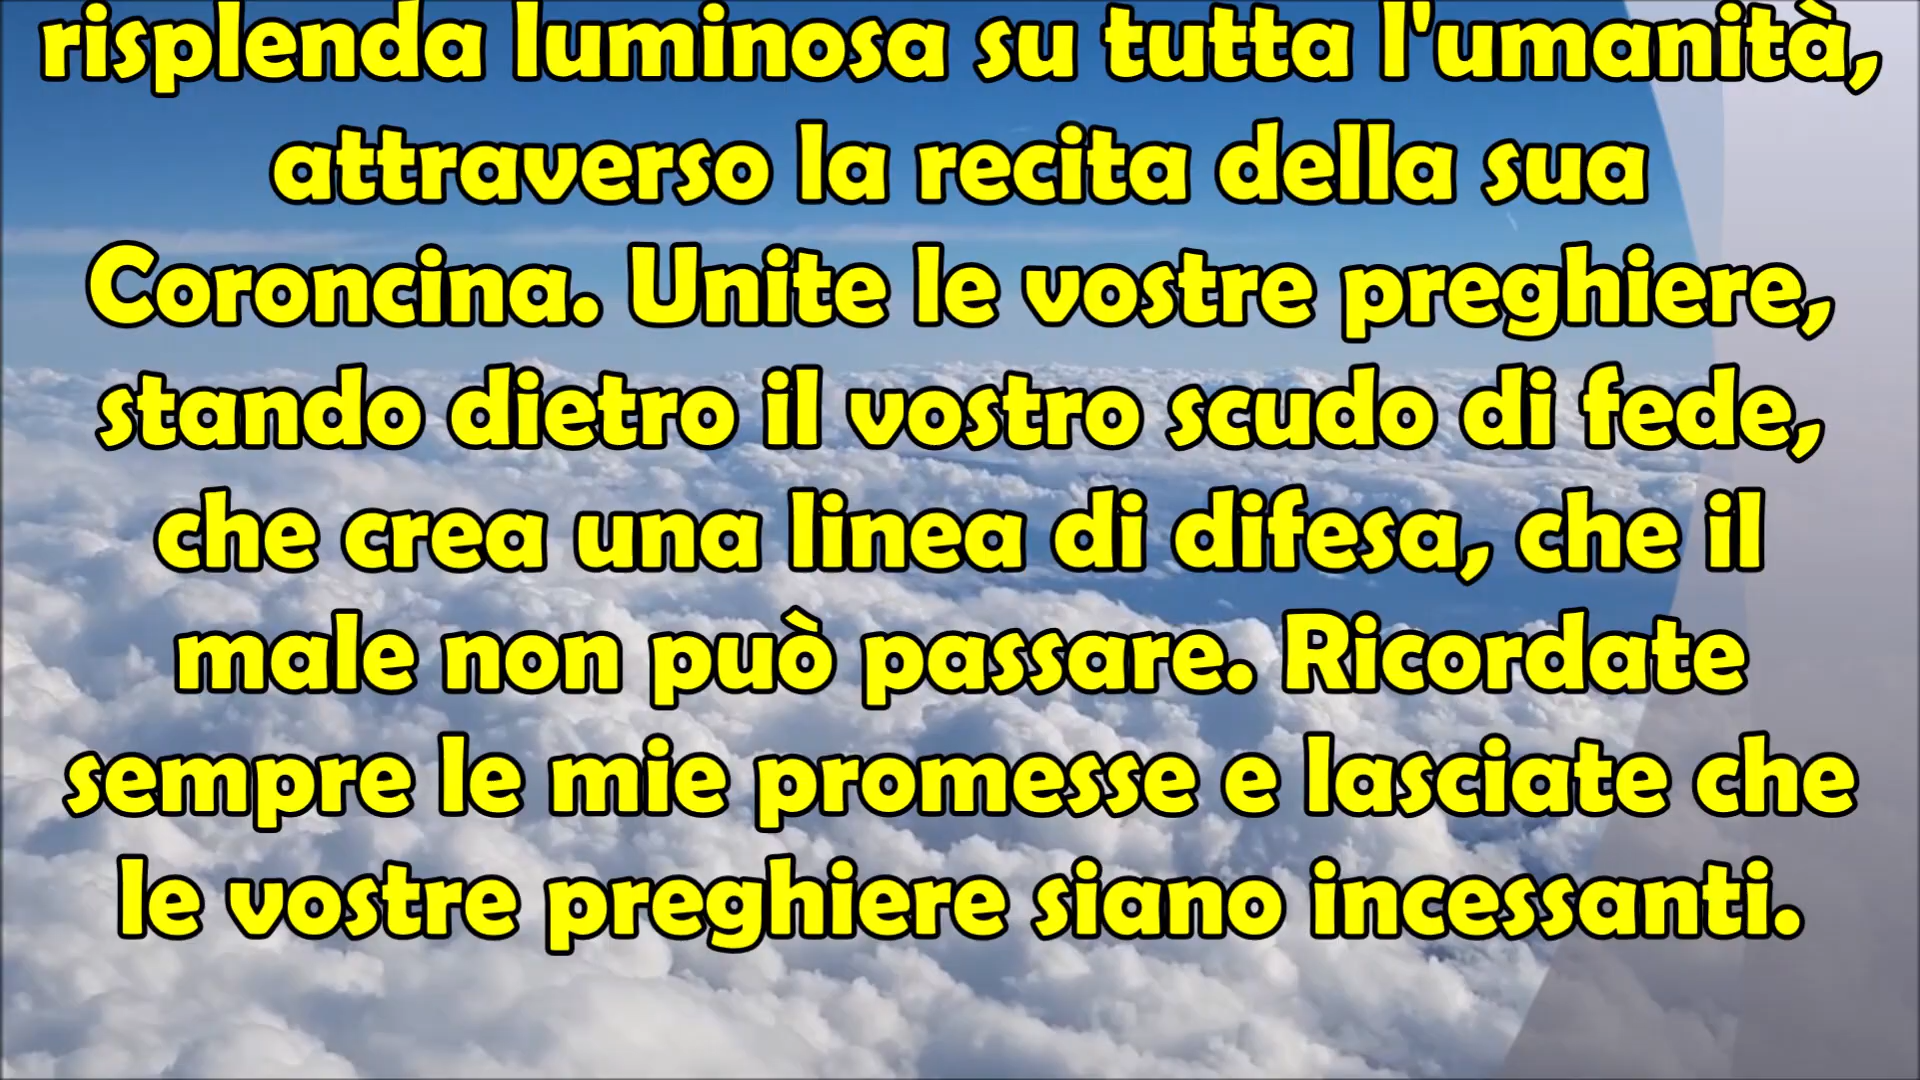 risplenda luminosa su tutta l'umanità,
attraverso la recita della sua
Coroncina. Unite le vostre preghiere,
stando dietro il vostro scudo di fede,
che crea una linea di difesa, che il
male non può passare. Ricordate
sempre le mie promesse e lasciate che
le vostre preghiere siano incessanti.